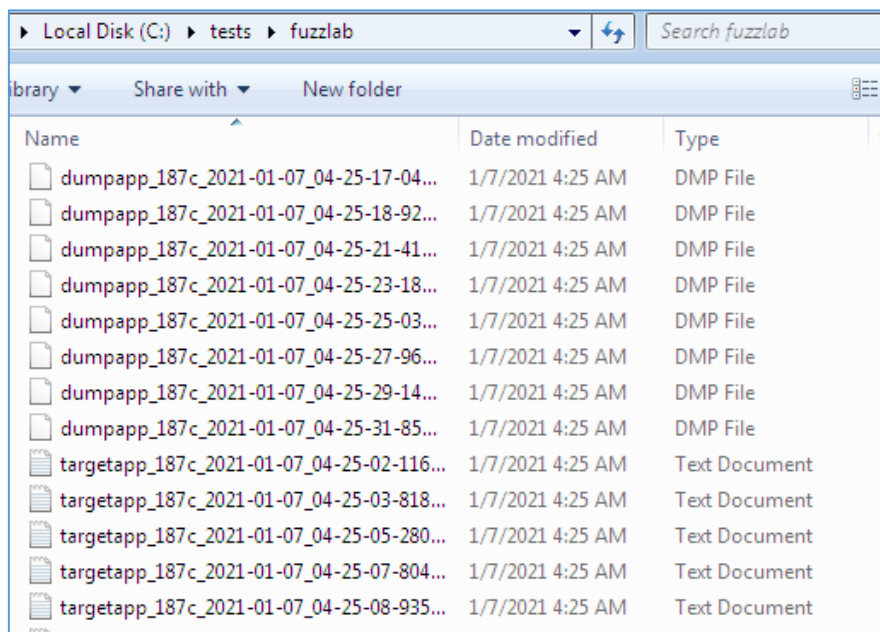 Local Disk (C:) tests fuzzlab Search fuzzlab
ibrary Share with New folder
Name Date modified Type
dumpapp_187c_2021-01-07_04-25-17-04... 1/7/2021 4:25 AM DMP File
dumpapp_187c_2021-01-07_04-25-18-92... 1/7/2021 4:25 AM DMP File
dumpapp_187c_2021-01-07_04-25-21-41... 1/7/2021 4:25 AM DMP File
dumpapp_187c_2021-01-07_04-25-23-18... 1/7/2021 4:25 AM DMP File
dumpapp_187c_2021-01-07_04-25-25-03... 1/7/2021 4:25 AM DMP File
dumpapp_187c_2021-01-07_04-25-27-96... 1/7/2021 4:25 AM DMP File
dumpapp_187c_2021-01-07_04-25-29-14... 1/7/2021 4:25 AM DMP File
dumpapp_187c_2021-01-07_04-25-31-85... 1/7/2021 4:25 AM DMP File
targetapp_187c_2021-01-07_04-25-02-116... 1/7/2021 4:25 AM Text Document
targetapp_187c_2021-01-07_04-25-03-818... 1/7/2021 4:25 AM Text Document
targetapp_187c_2021-01-07_04-25-05-280... 1/7/2021 4:25 AM Text Document
targetapp_187c_2021-01-07_04-25-07-804... 1/7/2021 4:25 AM Text Document
targetapp_187c_2021-01-07_04-25-08-935... 1/7/2021 4:25 AM Text Document